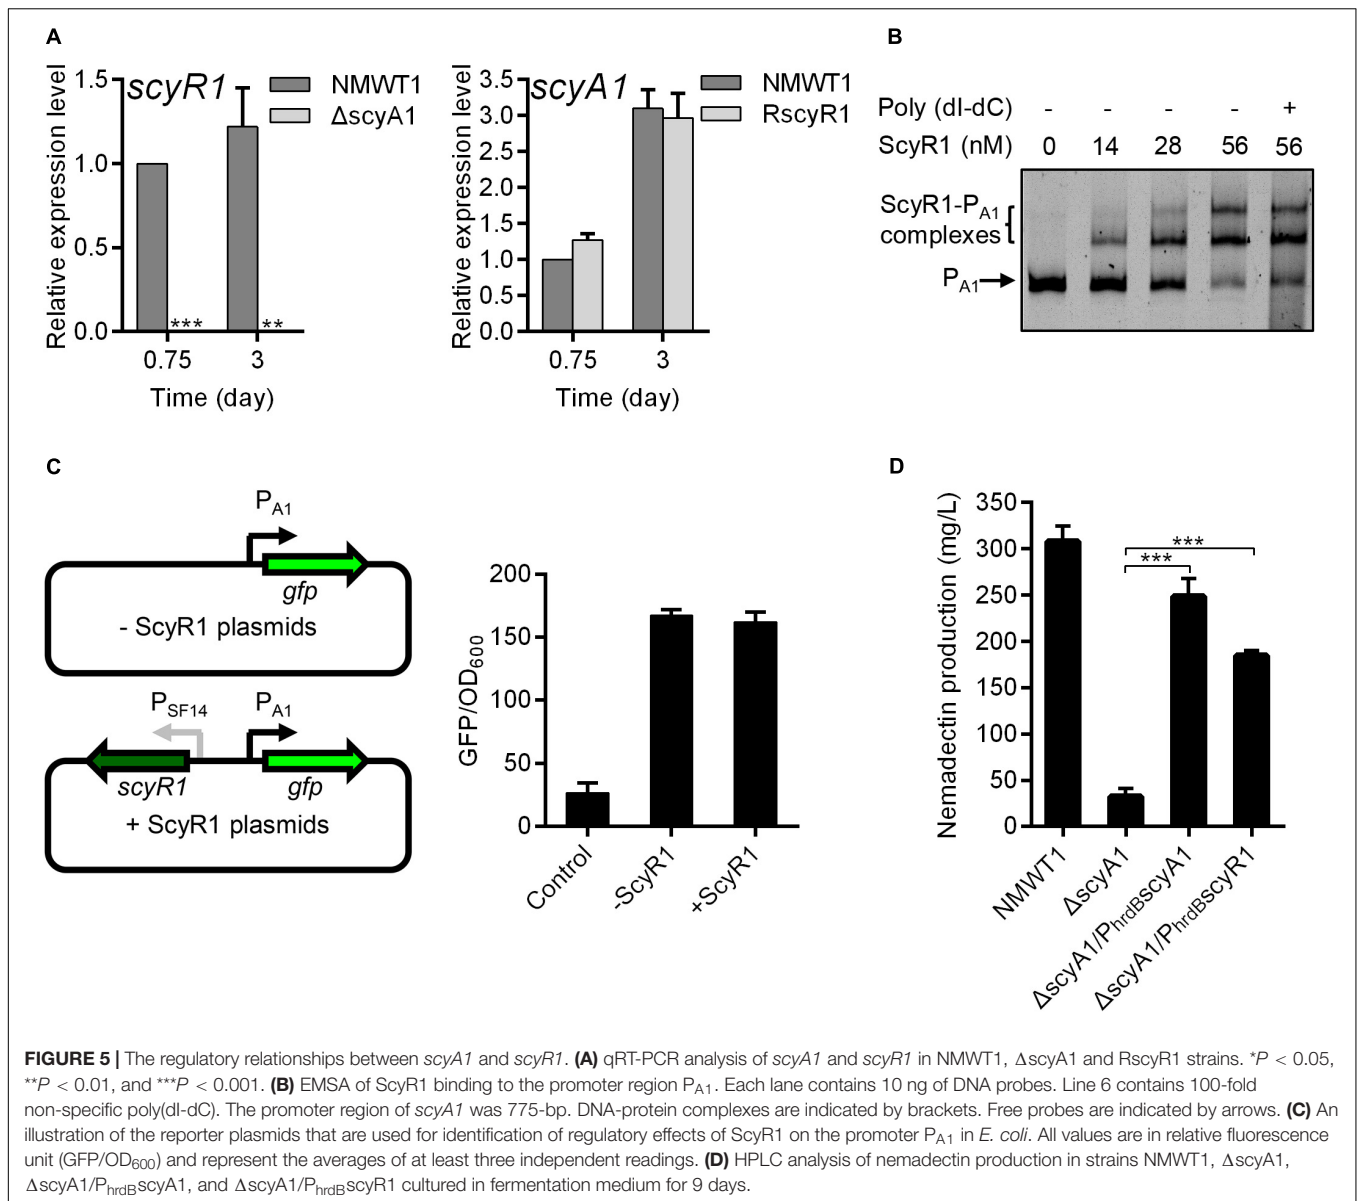 A
scyR1
NMWT1
ΔscyA1
Relative expression level
1.5
1.0
0.5
0.0
***
**
0.75
3
Time (day)
scyA1
NMWT1
RscyR1
Relative expression level
3.5
3.0
2.5
2.0
1.5
1.0
0.5
0.0
0.75
3
Time (day)
B
Poly (dI-dC) - - - - +
ScyR1 (nM) 0 14 28 56 56
ScyR1-PA1
complexes
PA1
C
PA1
gfp
- ScyR1 plasmids
PSF14
PA1
scyR1
gfp
+ ScyR1 plasmids
GFP/OD600
200
150
100
50
0
Control
-ScyR1
+ScyR1
D
Nemadectin production (mg/L)
350
300
250
200
150
100
50
0
***
***
NMWT1
ΔscyA1
ΔscyA1/PhrdBscyA1
ΔscyA1/PhrdBscyR1
FIGURE 5 | The regulatory relationships between scyA1 and scyR1. (A) qRT-PCR analysis of scyA1 and scyR1 in NMWT1, ΔscyA1 and RscyR1 strains. *P < 0.05,
**P < 0.01, and ***P < 0.001. (B) EMSA of ScyR1 binding to the promoter region PA1. Each lane contains 10 ng of DNA probes. Line 6 contains 100-fold
non-specific poly(dI-dC). The promoter region of scyA1 was 775-bp. DNA-protein complexes are indicated by brackets. Free probes are indicated by arrows. (C) An
illustration of the reporter plasmids that are used for identification of regulatory effects of ScyR1 on the promoter PA1 in E. coli. All values are in relative fluorescence
unit (GFP/OD600) and represent the averages of at least three independent readings. (D) HPLC analysis of nemadectin production in strains NMWT1, ΔscyA1,
ΔscyA1/PhrdBscyA1, and ΔscyA1/PhrdBscyR1 cultured in fermentation medium for 9 days.